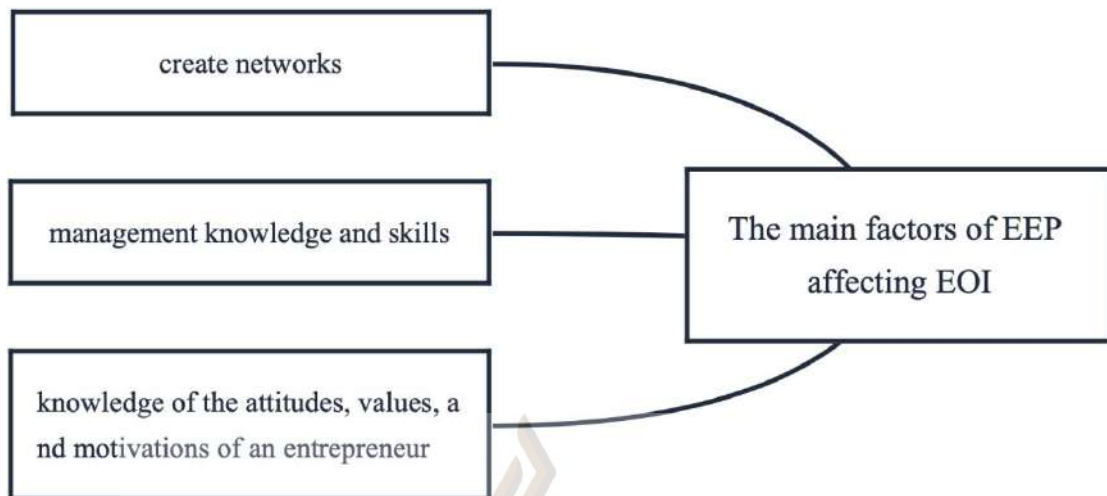 create networks
management knowledge and skills
knowledge of the attitudes, values, a
nd motivations of an entrepreneur
The main factors of EEP
affecting EOI